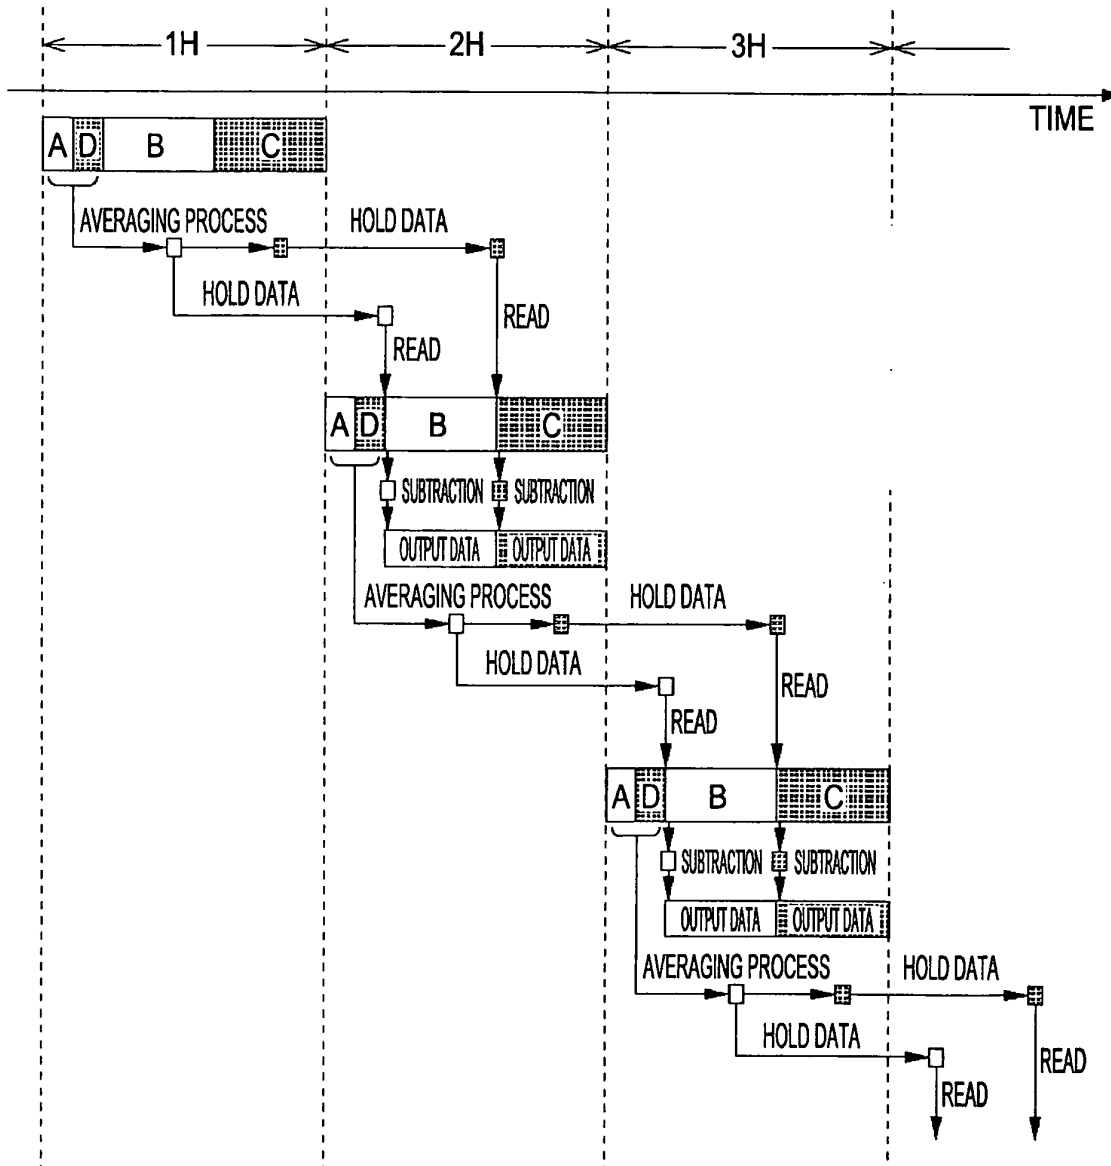 1H 2H 3H
TIME
A D B C
AVERAGING PROCESS HOLD DATA
HOLD DATA READ
READ
A D B C
SUBTRACTION SUBTRACTION
OUTPUT DATA OUTPUT DATA
AVERAGING PROCESS HOLD DATA
HOLD DATA READ
READ
A D B C
SUBTRACTION SUBTRACTION
OUTPUT DATA OUTPUT DATA
AVERAGING PROCESS HOLD DATA
HOLD DATA READ
READ